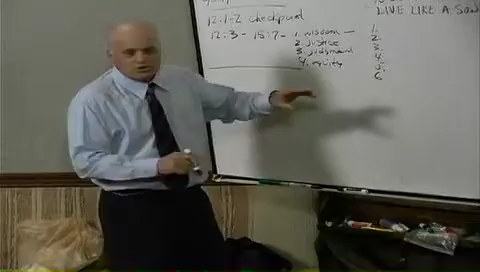 12:1-2 checkpoint
12:3 - 15:7 - 1. wisdom -
2. justice
3. judgment
4. equity
LIVE LIKE A SON
1.
2.
3.
4.
5.
6.